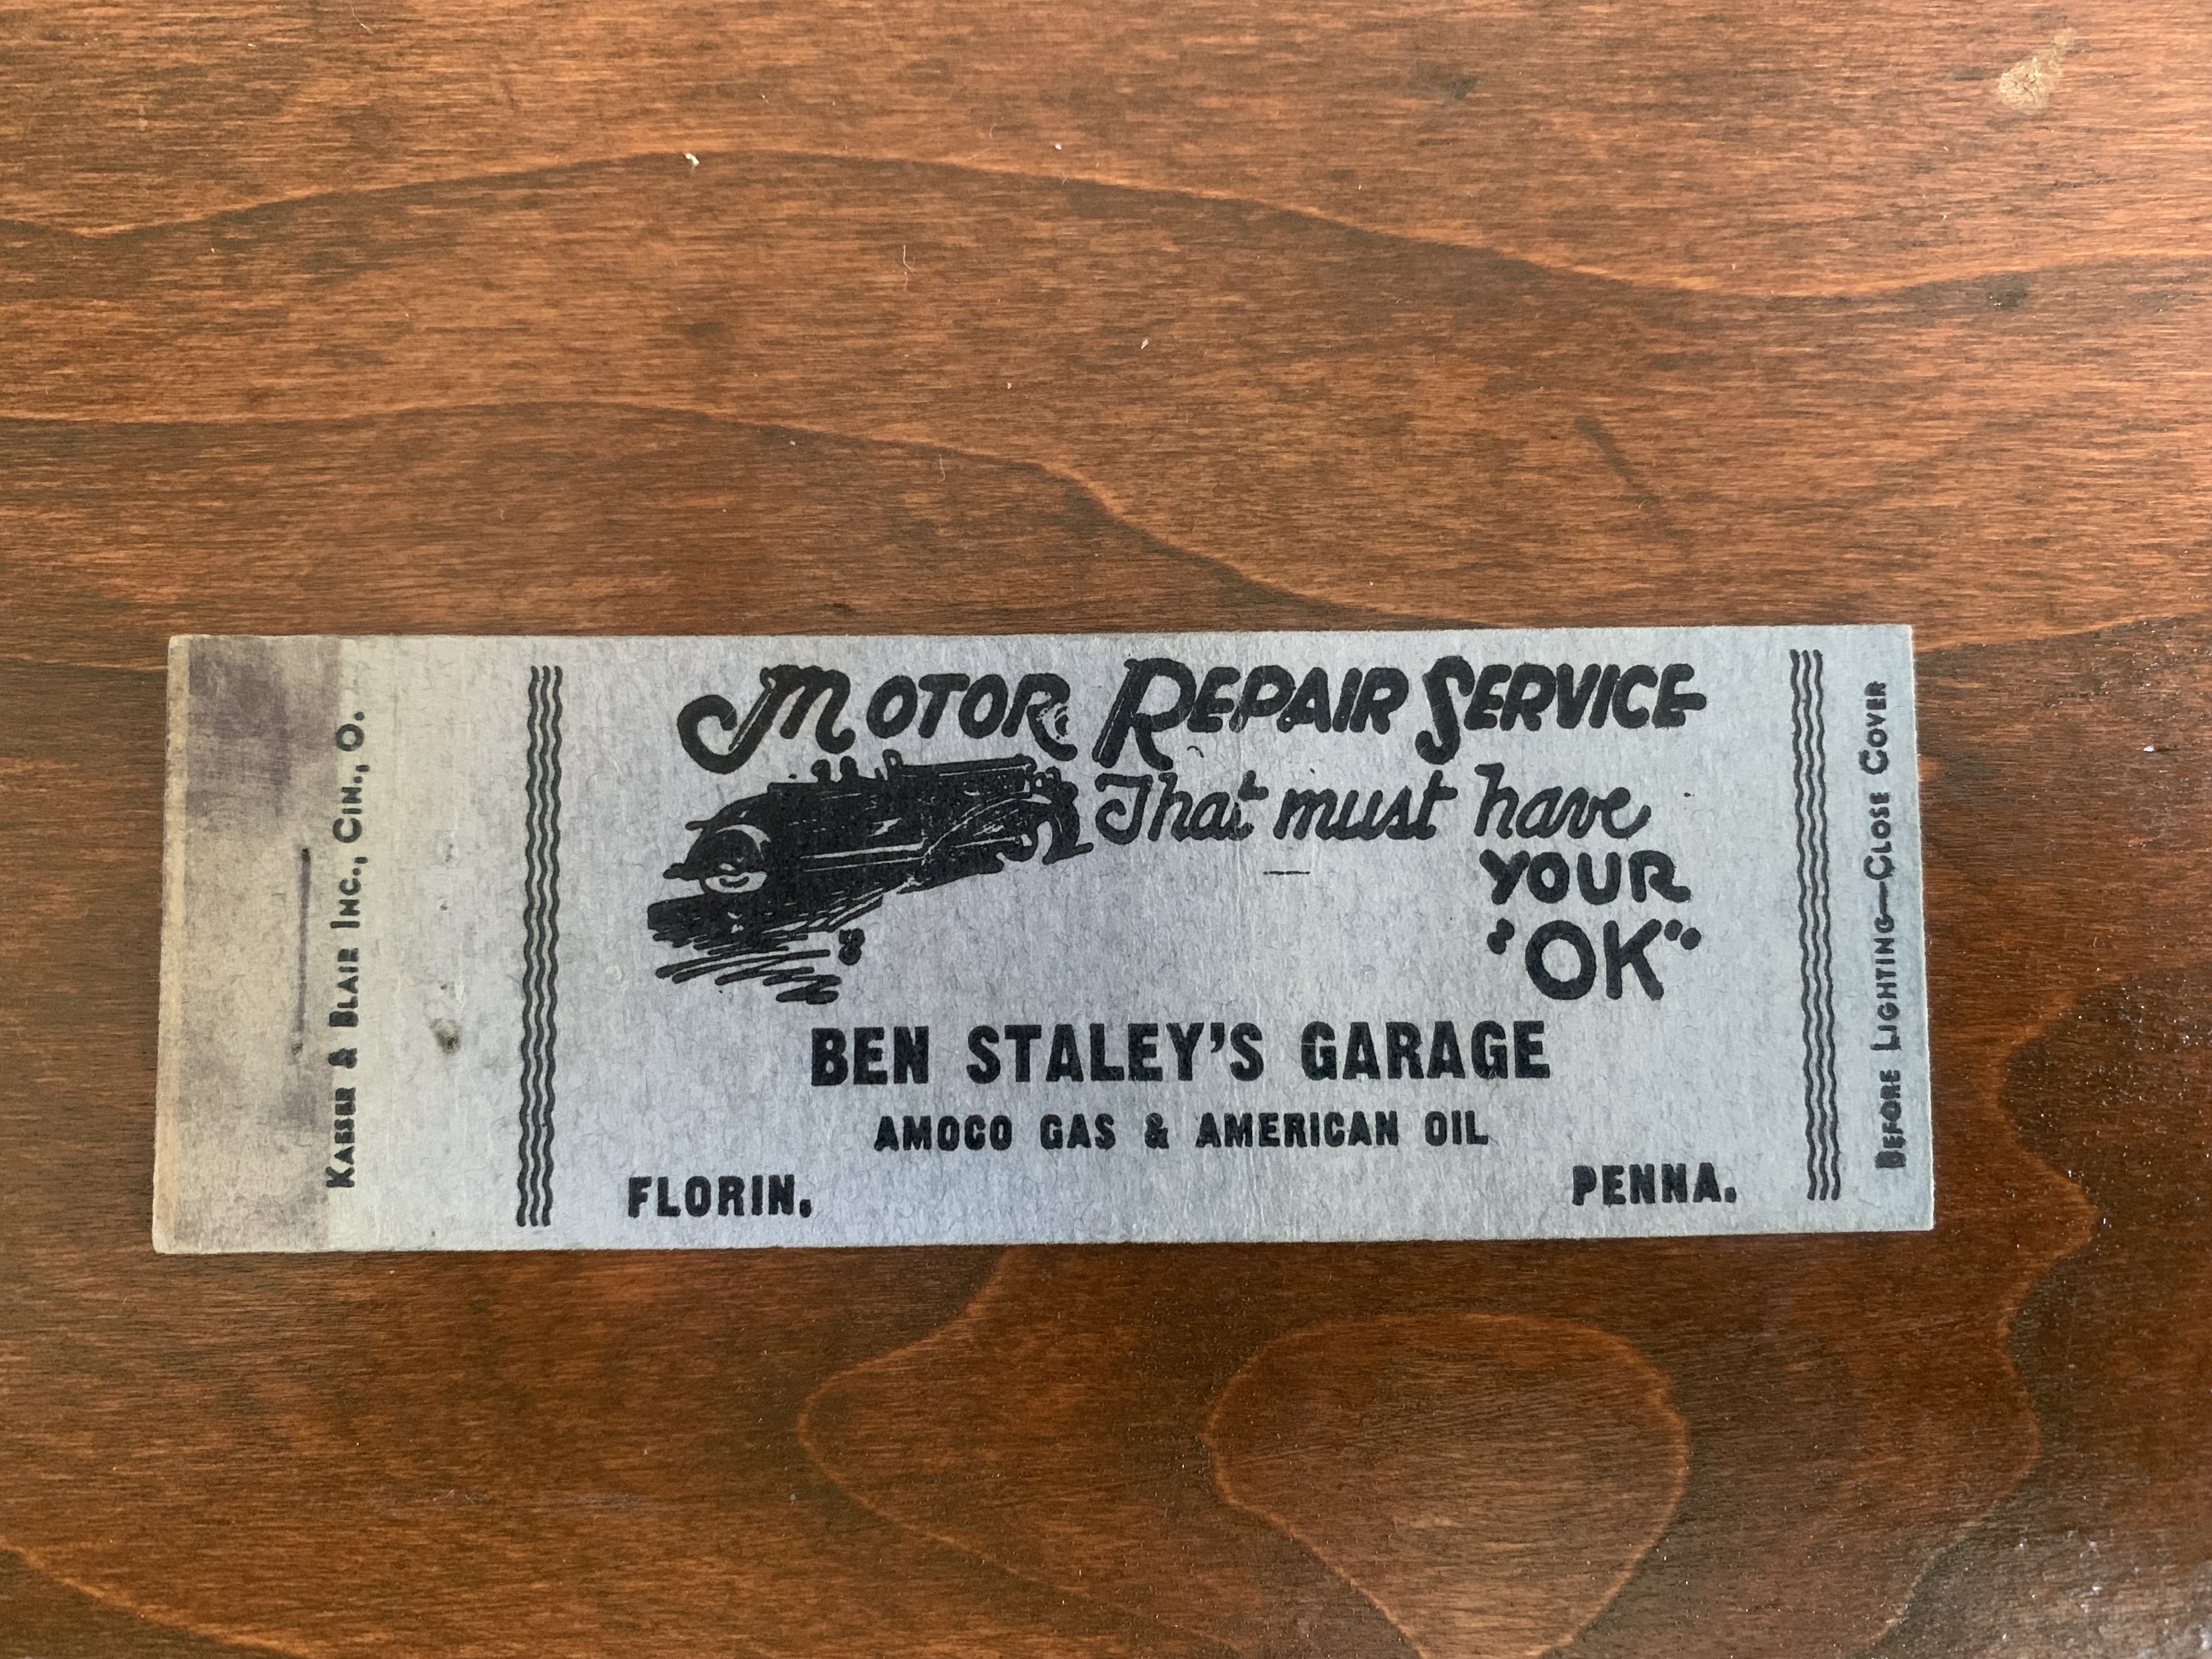 KAESER & BLAIR INC., CIN., O.
MOTOR REPAIR SERVICE
That must have
YOUR
"OK"
BEN STALEY'S GARAGE
AMOCO GAS & AMERICAN OIL
FLORIN, PENNA.
BEFORE LIGHTING—CLOSE COVER